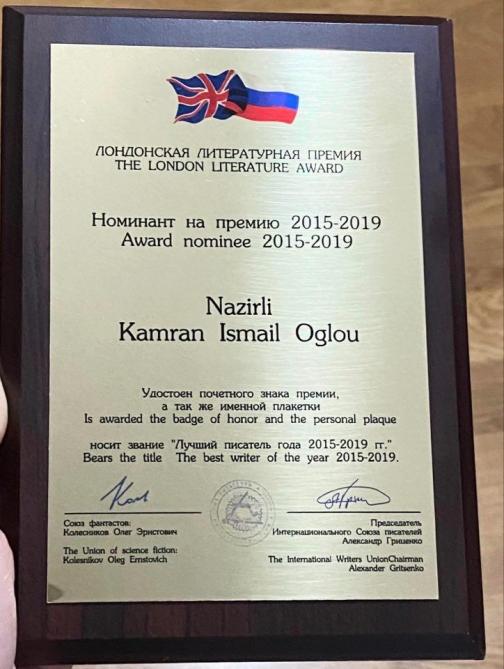 ЛОНДОНСКАЯ ЛИТЕРАТУРНАЯ ПРЕМИЯ
THE LONDON LITERATURE AWARD
Номинант на премию 2015-2019
Award nominee 2015-2019
Nazirli
Kamran Ismail Oglou
Удостоен почетного знака премии,
а так же именной плакетки
Is awarded the badge of honor and the personal plaque
носит звание "Лучший писатель года 2015-2019 гг."
Bears the title The best writer of the year 2015-2019.
Союз фантастов:
Колесников Олег Эрнстович
The Union of science fiction:
Kolesnikov Oleg Ernstovich
Председатель
Интернационального Союза писателей
Александр Гриценко
The International Writers UnionChairman
Alexander Gritsenko